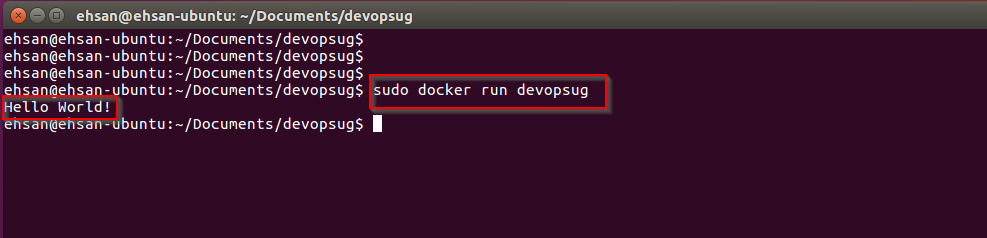 ehsan@ehsan-ubuntu: ~/Documents/devopsug
ehsan@ehsan-ubuntu:~/Documents/devopsug$
ehsan@ehsan-ubuntu:~/Documents/devopsug$
ehsan@ehsan-ubuntu:~/Documents/devopsug$
ehsan@ehsan-ubuntu:~/Documents/devopsug$ sudo docker run devopsug
Hello World!
ehsan@ehsan-ubuntu:~/Documents/devopsug$